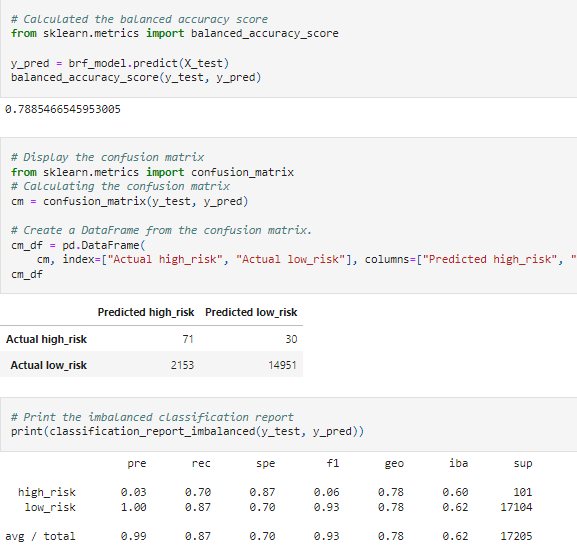 # Calculated the balanced accuracy score
from sklearn.metrics import balanced_accuracy_score
y_pred = brf_model.predict(X_test)
balanced_accuracy_score(y_test, y_pred)
0.7885466545953005
# Display the confusion matrix
from sklearn.metrics import confusion_matrix
# Calculating the confusion matrix
cm = confusion_matrix(y_test, y_pred)
# Create a DataFrame from the confusion matrix.
cm_df = pd.DataFrame(
cm, index=["Actual high_risk", "Actual low_risk"], columns=["Predicted high_risk", "
cm_df
Predicted high_risk Predicted low_risk
Actual high_risk 71 30
Actual low_risk 2153 14951
# Print the imbalanced classification report
print(classification_report_imbalanced(y_test, y_pred))
pre rec spe f1 geo iba sup
high_risk 0.03 0.70 0.87 0.06 0.78 0.60 101
low_risk 1.00 0.87 0.70 0.93 0.78 0.62 17104
avg / total 0.99 0.87 0.70 0.93 0.78 0.62 17205